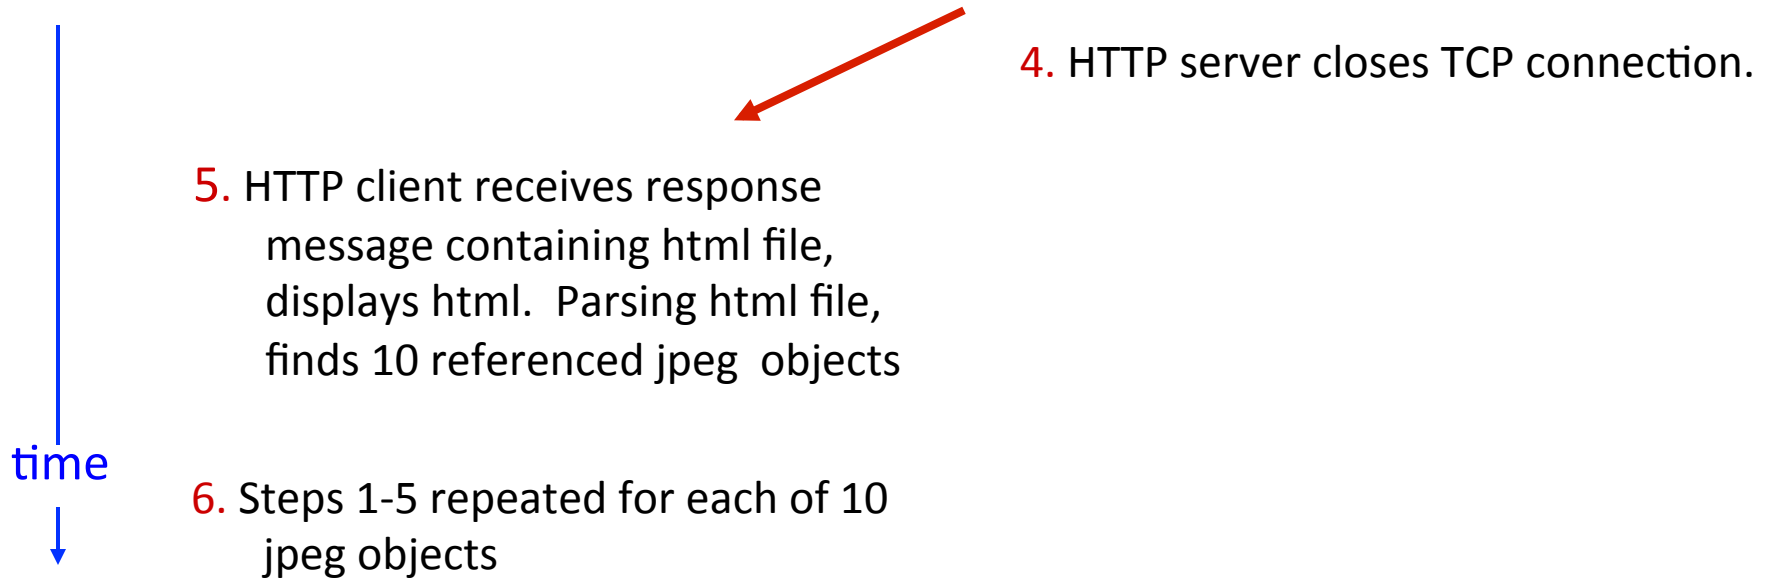 4. HTTP server closes TCP connection.
5. HTTP client receives response
message containing html file,
displays html.  Parsing html file,
finds 10 referenced jpeg  objects
time
6. Steps 1-5 repeated for each of 10
jpeg objects